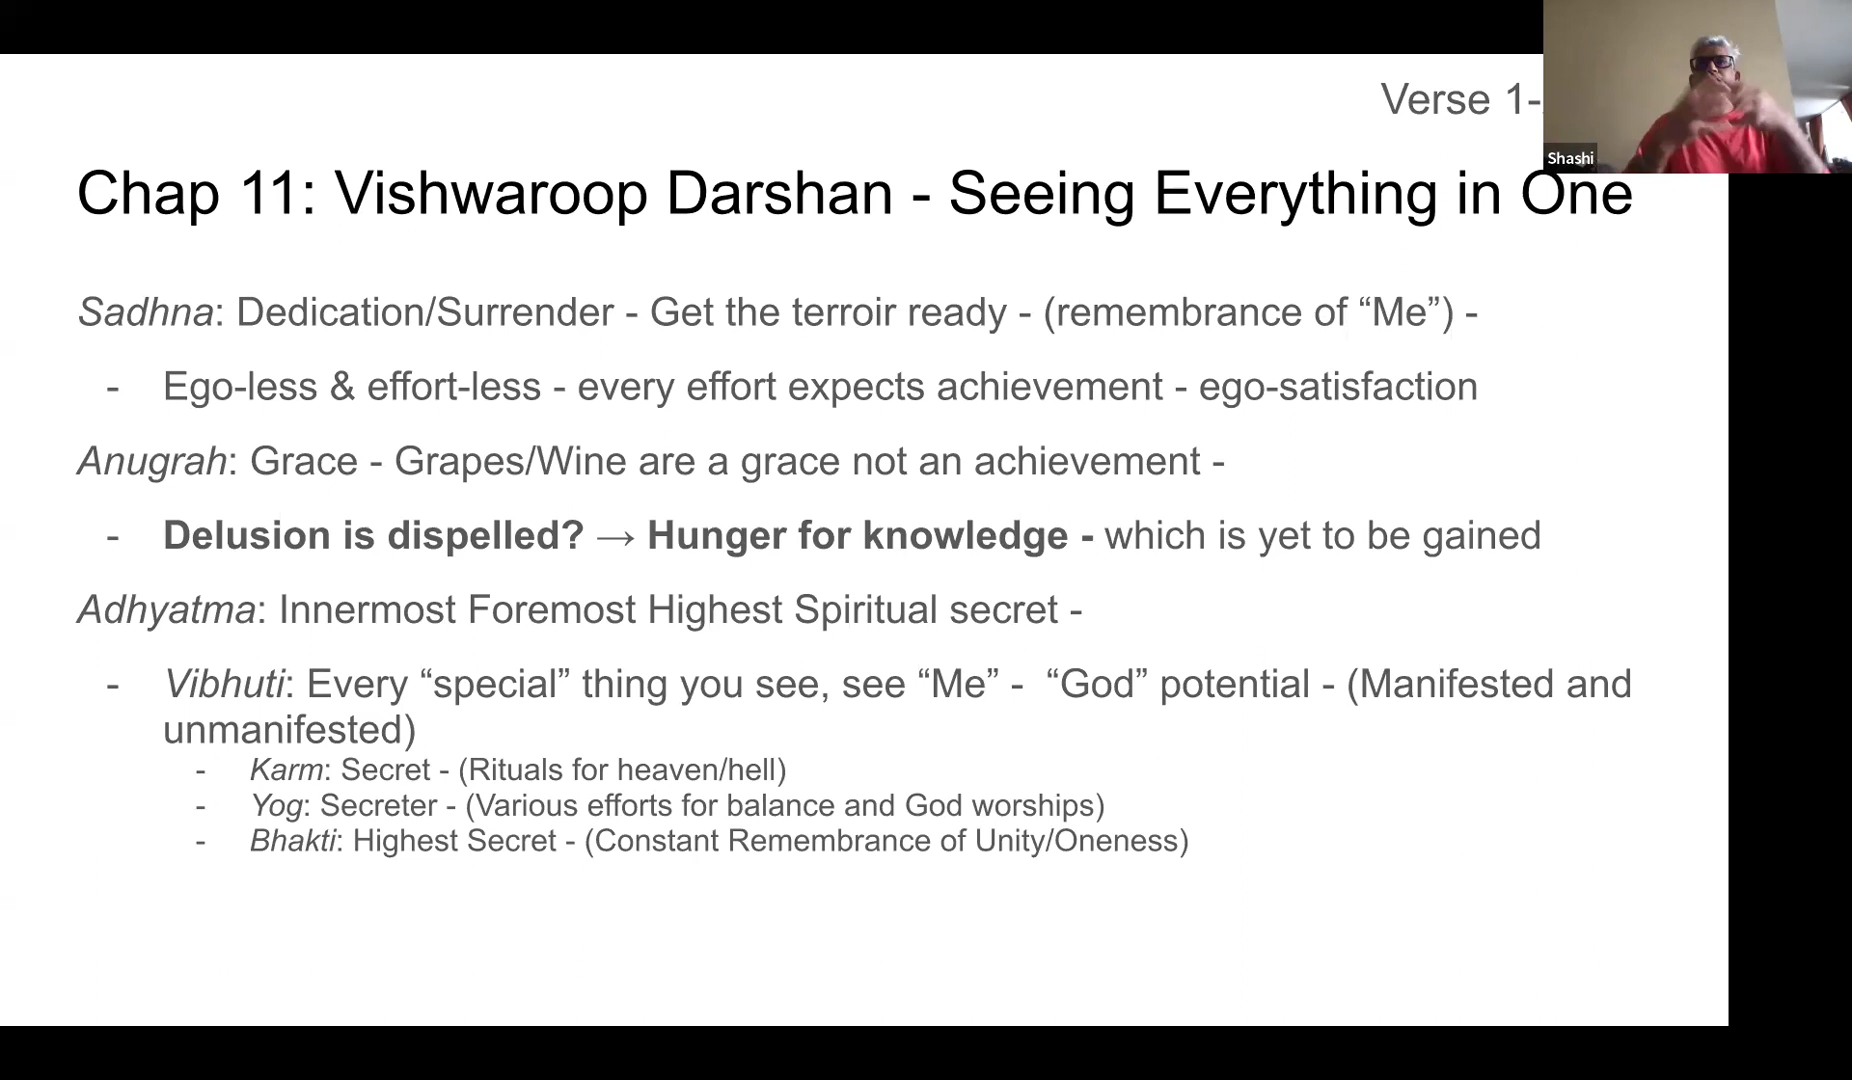 Verse 1-
Shashi
Chap 11: Vishwaroop Darshan - Seeing Everything in One
Sadhna: Dedication/Surrender - Get the terroir ready - (remembrance of “Me”) -
- Ego-less & effort-less - every effort expects achievement - ego-satisfaction
Anugrah: Grace - Grapes/Wine are a grace not an achievement -
- Delusion is dispelled? → Hunger for knowledge - which is yet to be gained
Adhyatma: Innermost Foremost Highest Spiritual secret -
- Vibhuti: Every “special” thing you see, see “Me” - “God” potential - (Manifested and
unmanifested)
- Karm: Secret - (Rituals for heaven/hell)
- Yog: Secreter - (Various efforts for balance and God worships)
- Bhakti: Highest Secret - (Constant Remembrance of Unity/Oneness)